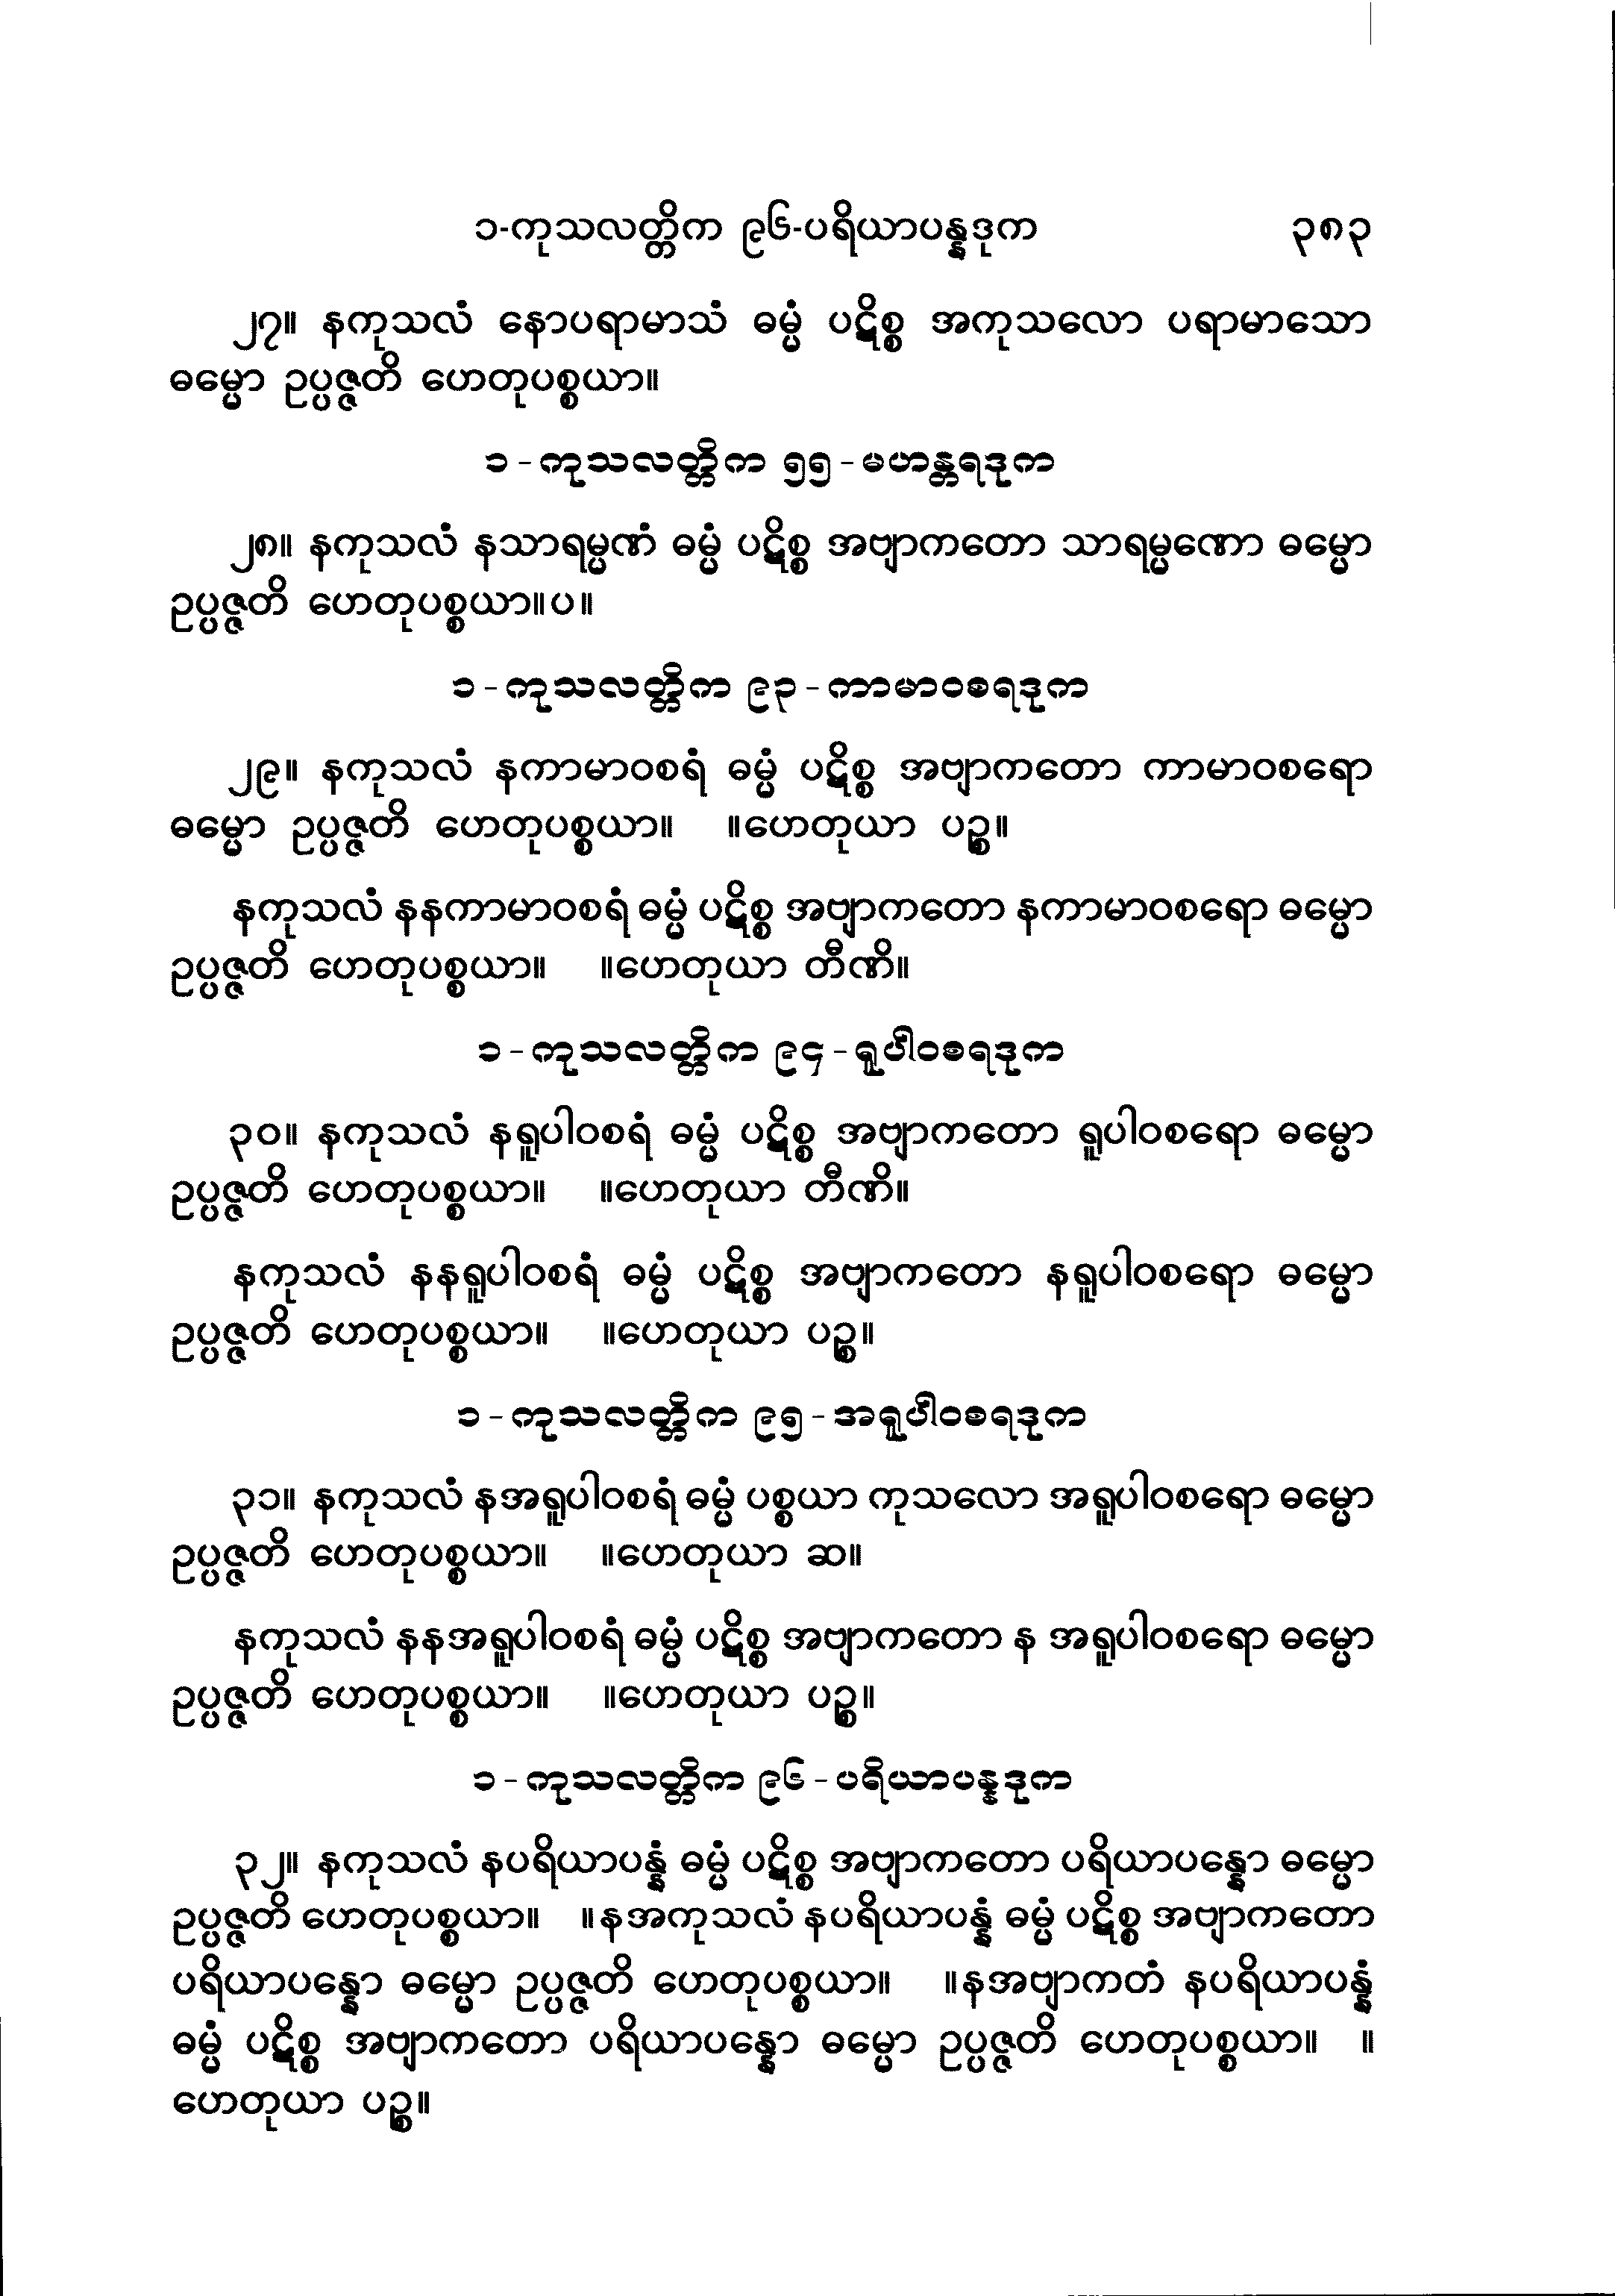 ၁-ကုသလတ္တိက ၉၆-ပရိယာပန္နဒုက ၃၈၃
၂၇။ နကုသလံ နောပရာမာသံ ဓမ္မံ ပဋိစ္စ အကုသလော ပရာမာသော
ဓမ္မော ဥပ္ပဇ္ဇတိ ဟေတုပစ္စယာ။
၁-ကုသလတ္တိက ၅၅-မဟန္တရဒုက
၂၈။ နကုသလံ နသာရမ္မဏံ ဓမ္မံ ပဋိစ္စ အဗျာကတော သာရမ္မဏော ဓမ္မော
ဥပ္ပဇ္ဇတိ ဟေတုပစ္စယာ။ပ။
၁-ကုသလတ္တိက ၉၃-ကာမာဝစရဒုက
၂၉။ နကုသလံ နကာမာဝစရံ ဓမ္မံ ပဋိစ္စ အဗျာကတော ကာမာဝစရော
ဓမ္မော ဥပ္ပဇ္ဇတိ ဟေတုပစ္စယာ။ ။ဟေတုယာ ပဉ္စ။
နကုသလံ နနကာမာဝစရံ ဓမ္မံ ပဋိစ္စ အဗျာကတော နကာမာဝစရော ဓမ္မော
ဥပ္ပဇ္ဇတိ ဟေတုပစ္စယာ။ ။ဟေတုယာ တီဏိ။
၁-ကုသလတ္တိက ၉၄-ရူပါဝစရဒုက
၃၀။ နကုသလံ နရူပါဝစရံ ဓမ္မံ ပဋိစ္စ အဗျာကတော ရူပါဝစရော ဓမ္မော
ဥပ္ပဇ္ဇတိ ဟေတုပစ္စယာ။ ။ဟေတုယာ တီဏိ။
နကုသလံ နနရူပါဝစရံ ဓမ္မံ ပဋိစ္စ အဗျာကတော နရူပါဝစရော ဓမ္မော
ဥပ္ပဇ္ဇတိ ဟေတုပစ္စယာ။ ။ဟေတုယာ ပဉ္စ။
၁-ကုသလတ္တိက ၉၅-အရူပါဝစရဒုက
၃၁။ နကုသလံ နအရူပါဝစရံ ဓမ္မံ ပစ္စယာ ကုသလော အရူပါဝစရော ဓမ္မော
ဥပ္ပဇ္ဇတိ ဟေတုပစ္စယာ။ ။ဟေတုယာ ဆ။
နကုသလံ နနအရူပါဝစရံ ဓမ္မံ ပဋိစ္စ အဗျာကတော န အရူပါဝစရော ဓမ္မော
ဥပ္ပဇ္ဇတိ ဟေတုပစ္စယာ။ ။ဟေတုယာ ပဉ္စ။
၁-ကုသလတ္တိက ၉၆-ပရိယာပန္နဒုက
၃၂။ နကုသလံ နပရိယာပန္နံ ဓမ္မံ ပဋိစ္စ အဗျာကတော ပရိယာပန္နော ဓမ္မော
ဥပ္ပဇ္ဇတိ ဟေတုပစ္စယာ။ ။နအကုသလံ နပရိယာပန္နံ ဓမ္မံ ပဋိစ္စ အဗျာကတော
ပရိယာပန္နော ဓမ္မော ဥပ္ပဇ္ဇတိ ဟေတုပစ္စယာ။ ။နအဗျာကတံ နပရိယာပန္နံ
ဓမ္မံ ပဋိစ္စ အဗျာကတော ပရိယာပန္နော ဓမ္မော ဥပ္ပဇ္ဇတိ ဟေတုပစ္စယာ။ ။
ဟေတုယာ ပဉ္စ။